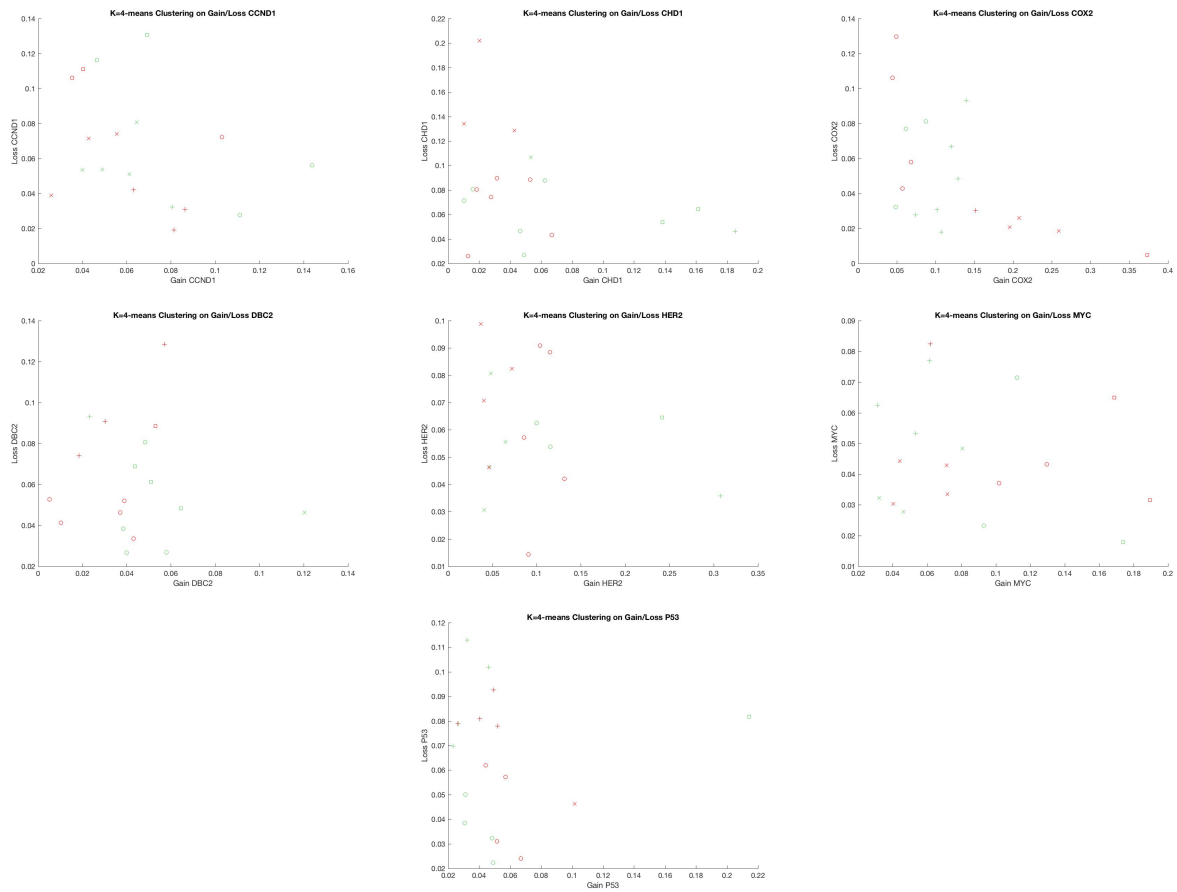 K=4-means Clustering on Gain/Loss CCND1
0.14
0.12
0.1
0.08
0.06
0.04
0.02
0
Loss CCND1
0.02 0.04 0.06 0.08 0.1 0.12 0.14 0.16
Gain CCND1
K=4-means Clustering on Gain/Loss CHD1
0.22
0.2
0.18
0.16
0.14
0.12
0.1
0.08
0.06
0.04
0.02
Loss CHD1
0 0.02 0.04 0.06 0.08 0.1 0.12 0.14 0.16 0.18 0.2
Gain CHD1
K=4-means Clustering on Gain/Loss COX2
0.14
0.12
0.1
0.08
0.06
0.04
0.02
0
Loss COX2
0 0.05 0.1 0.15 0.2 0.25 0.3 0.35 0.4
Gain COX2
K=4-means Clustering on Gain/Loss DBC2
0.14
0.12
0.1
0.08
0.06
0.04
0.02
Loss DBC2
0 0.02 0.04 0.06 0.08 0.1 0.12 0.14
Gain DBC2
K=4-means Clustering on Gain/Loss HER2
0.1
0.09
0.08
0.07
0.06
0.05
0.04
0.03
0.02
0.01
Loss HER2
0 0.05 0.1 0.15 0.2 0.25 0.3 0.35
Gain HER2
K=4-means Clustering on Gain/Loss MYC
0.09
0.08
0.07
0.06
0.05
0.04
0.03
0.02
0.01
Loss MYC
0.02 0.04 0.06 0.08 0.1 0.12 0.14 0.16 0.18 0.2
Gain MYC
K=4-means Clustering on Gain/Loss P53
0.12
0.11
0.1
0.09
0.08
0.07
0.06
0.05
0.04
0.03
0.02
Loss P53
0.02 0.04 0.06 0.08 0.1 0.12 0.14 0.16 0.18 0.2 0.22
Gain P53